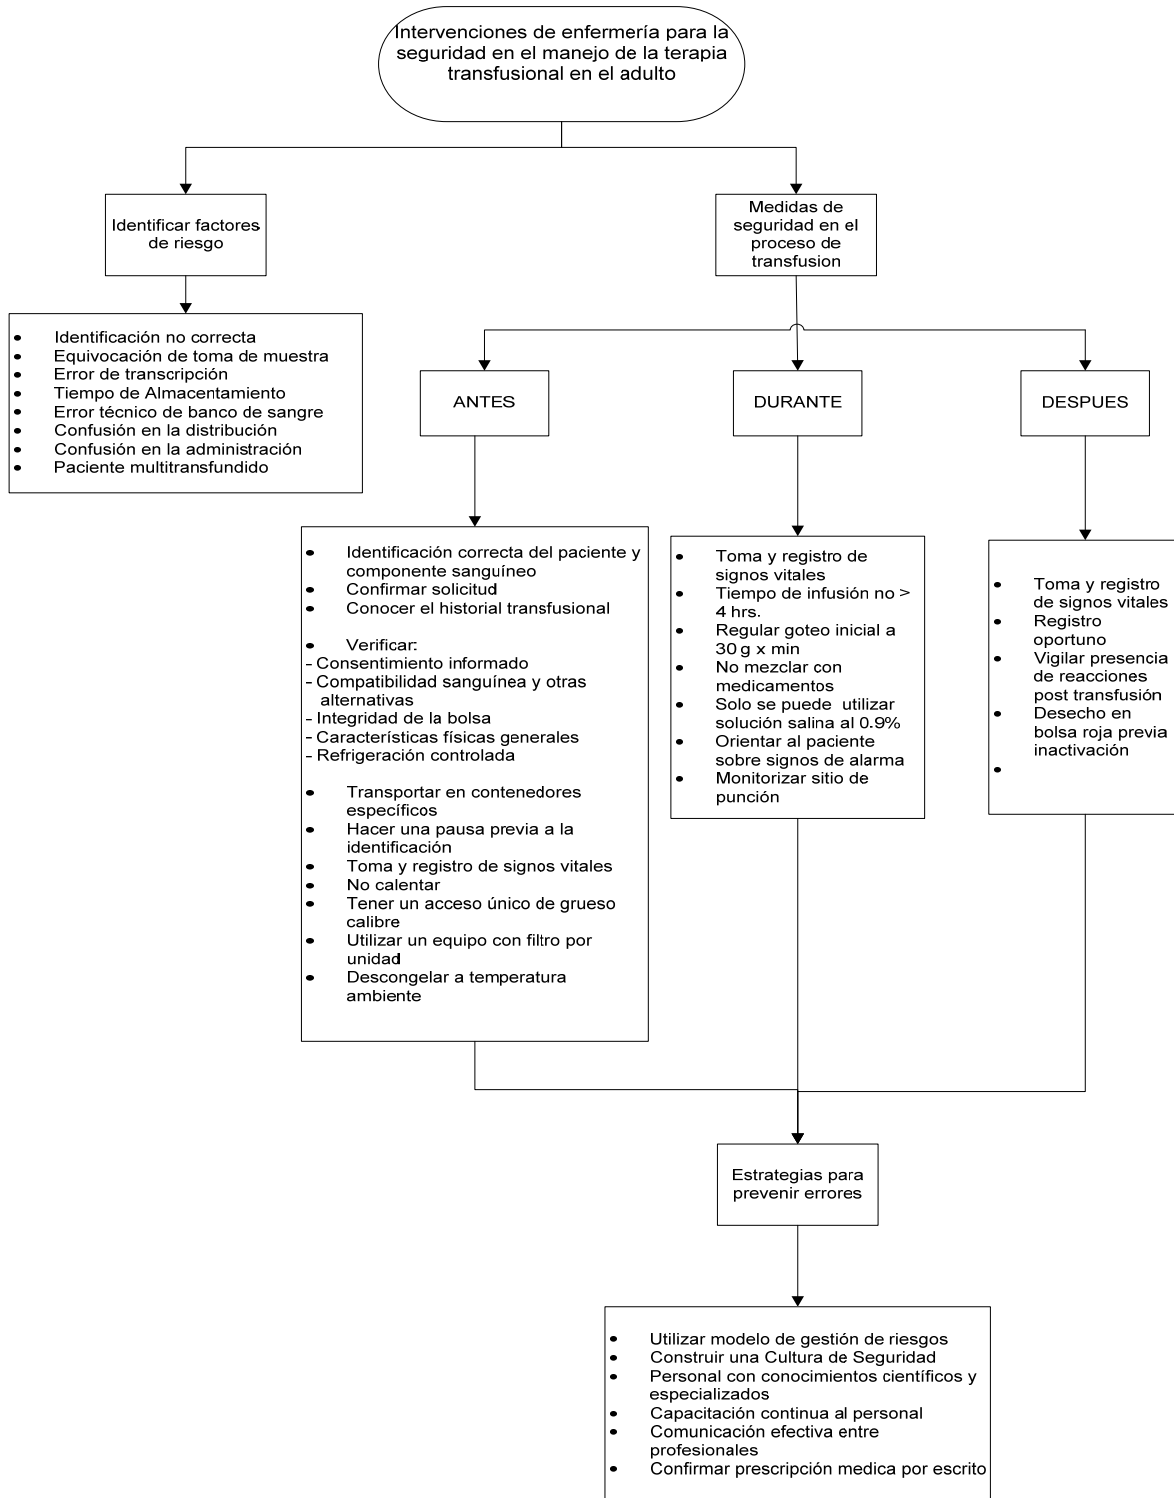 Intervenciones de enfermería para la
seguridad en el manejo de la terapia
transfusional en el adulto
Identificar factores
de riesgo
Medidas de
seguridad en el
proceso de
transfusion
• Identificación no correcta
• Equivocación de toma de muestra
• Error de transcripción
• Tiempo de Almacentamiento
• Error técnico de banco de sangre
• Confusión en la distribución
• Confusión en la administración
• Paciente multitransfundido
ANTES
DURANTE
DESPUES
• Identificación correcta del paciente y
componente sanguíneo
• Confirmar solicitud
• Conocer el historial transfusional
• Verificar:
- Consentimiento informado
- Compatibilidad sanguínea y otras
alternativas
- Integridad de la bolsa
- Características físicas generales
- Refrigeración controlada
• Transportar en contenedores
específicos
• Hacer una pausa previa a la
identificación
• Toma y registro de signos vitales
• No calentar
• Tener un acceso único de grueso
calibre
• Utilizar un equipo con filtro por
unidad
• Descongelar a temperatura
ambiente
• Toma y registro de
signos vitales
• Tiempo de infusión no >
4 hrs.
• Regular goteo inicial a
30 g x min
• No mezclar con
medicamentos
• Solo se puede utilizar
solución salina al 0.9%
• Orientar al paciente
sobre signos de alarma
• Monitorizar sitio de
punción
• Toma y registro
de signos vitales
• Registro
oportuno
• Vigilar presencia
de reacciones
post transfusión
• Desecho en
bolsa roja previa
inactivación
•
Estrategias para
prevenir errores
• Utilizar modelo de gestión de riesgos
• Construir una Cultura de Seguridad
• Personal con conocimientos científicos y
especializados
• Capacitación continua al personal
• Comunicación efectiva entre
profesionales
• Confirmar prescripción medica por escrito